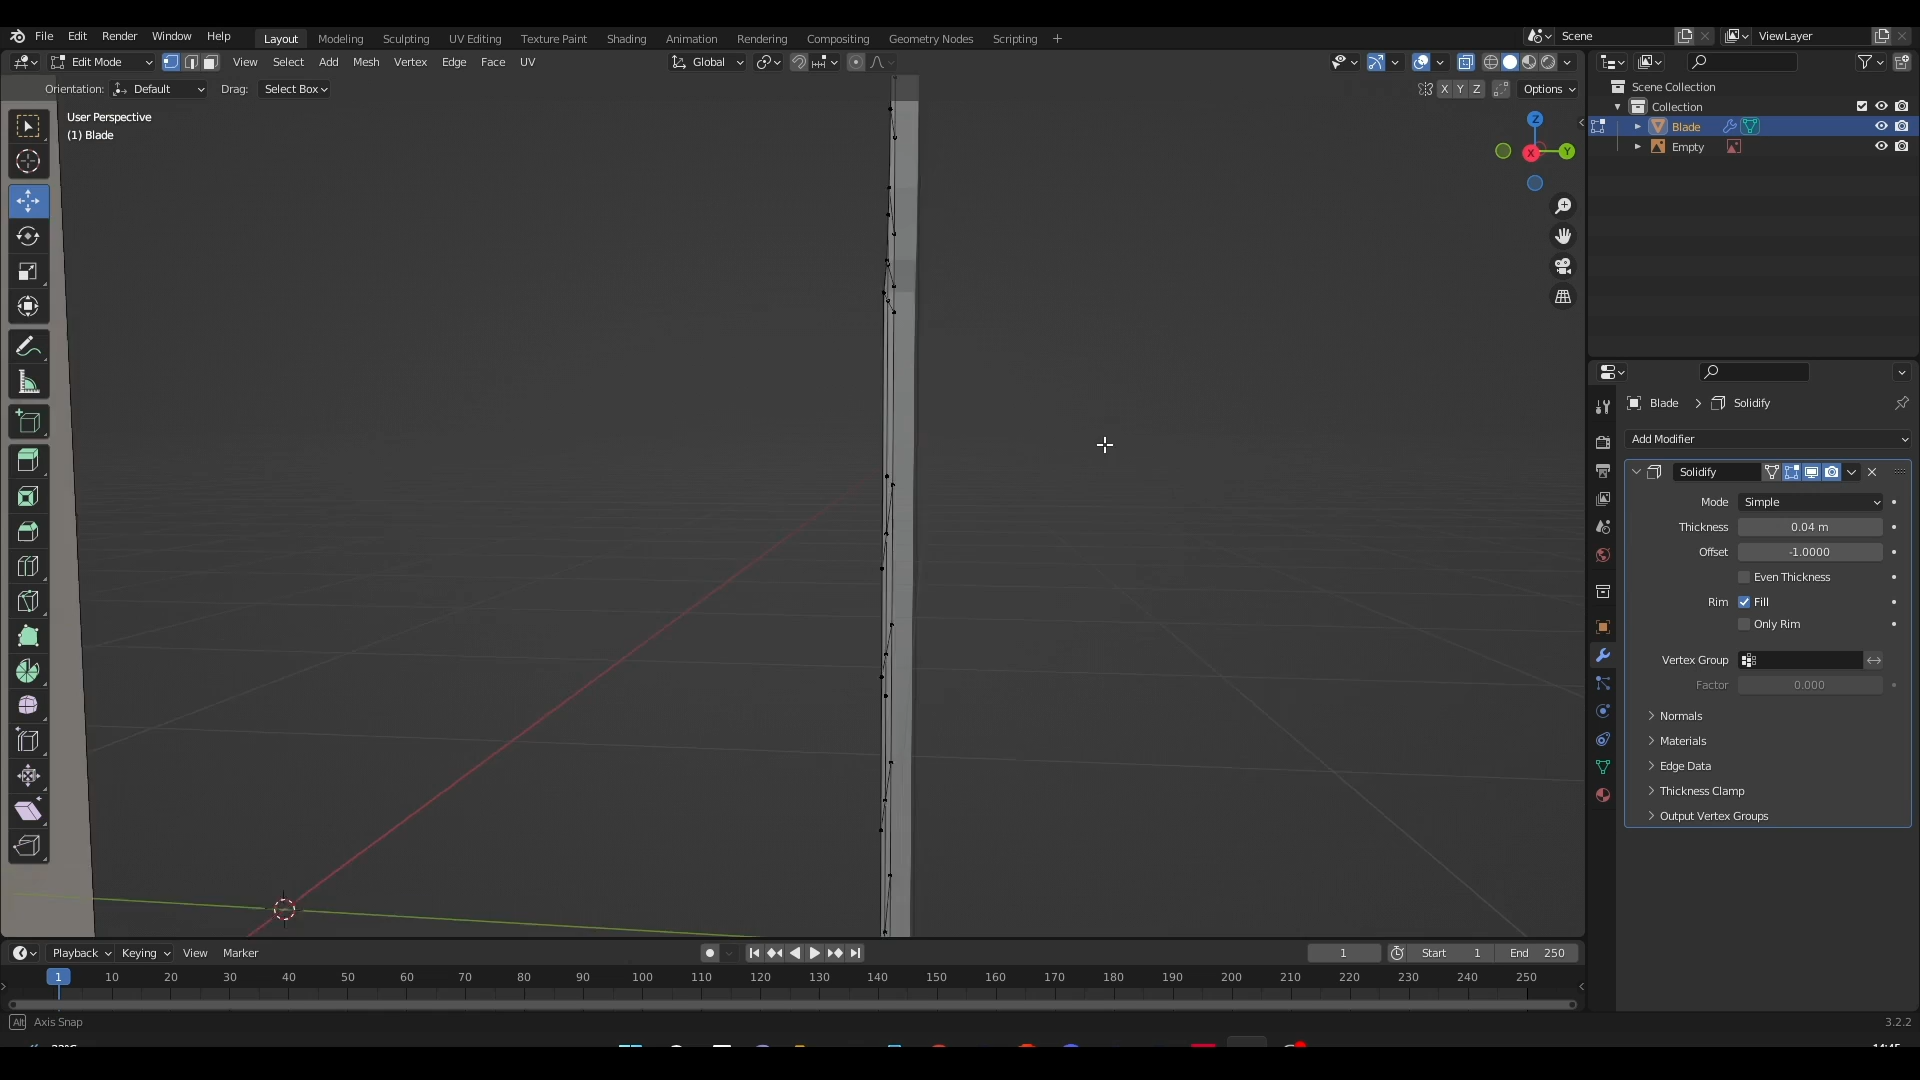 File Edit Render Window Help Layout Modeling Sculpting UV Editing Texture Paint Shading Animation Rendering Compositing Geometry Nodes Scripting + Scene ViewLayer
Edit Mode View Select Add Mesh Vertex Edge Face UV Global
Orientation: Default Drag: Select Box X Y Z Options
User Perspective
(1) Blade
Z
X
Y
Scene Collection
Collection
Blade
Empty
Blade > Solidify
Add Modifier
Solidify
Mode Simple
Thickness 0.04 m
Offset -1.0000
Even Thickness
Rim Fill
Only Rim
Vertex Group
Factor 0.000
Normals
Materials
Edge Data
Thickness Clamp
Output Vertex Groups
Playback Keying View Marker 1 Start 1 End 250
1 10 20 30 40 50 60 70 80 90 100 110 120 130 140 150 160 170 180 190 200 210 220 230 240 250
Alt Axis Snap 3.2.2